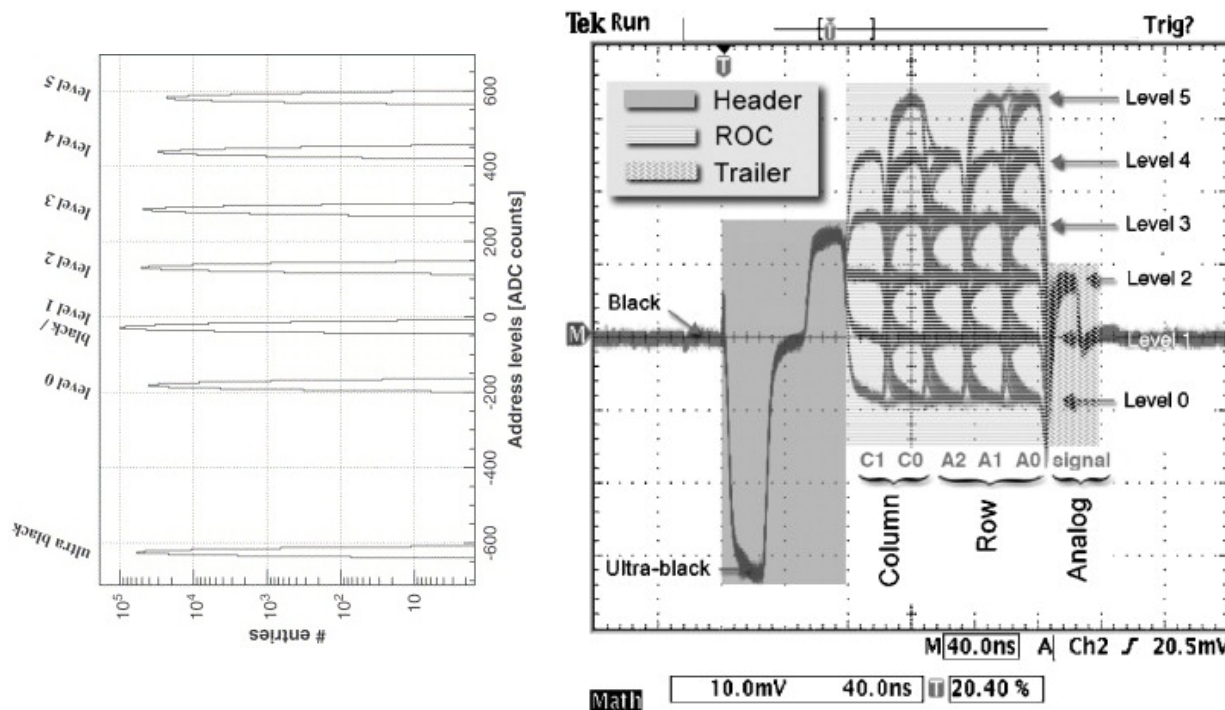 level 5
level 4
level 3
level 2
level 1
black /
level 0
ultra black
600
400
200
0
-200
-400
-600
Address levels [ADC counts]
10⁵
10⁴
10³
10²
10
# entries
Tek Run
Trig?
T
Header
ROC
Trailer
Level 5
Level 4
Level 3
Level 2
Level 1
Level 0
Black
M
Ultra-black
C1 C0 A2 A1 A0 signal
Column
Row
Analog
M 40.0ns A Ch2 20.5mV
Math 10.0mV 40.0ns T 20.40 %